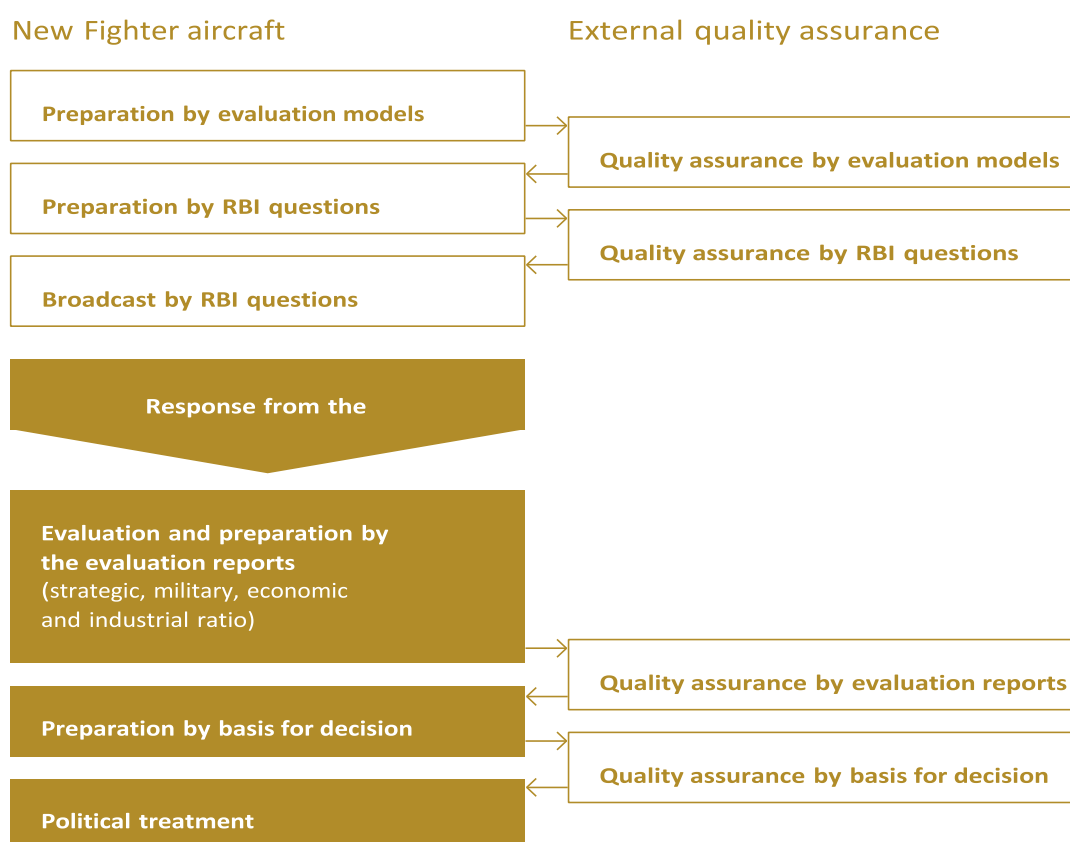 New Fighter aircraft
External quality assurance
Preparation by evaluation models
Quality assurance by evaluation models
Preparation by RBI questions
Quality assurance by RBI questions
Broadcast by RBI questions
Response from the
Evaluation and preparation by
the evaluation reports
(strategic, military, economic
and industrial ratio)
Quality assurance by evaluation reports
Preparation by basis for decision
Quality assurance by basis for decision
Political treatment